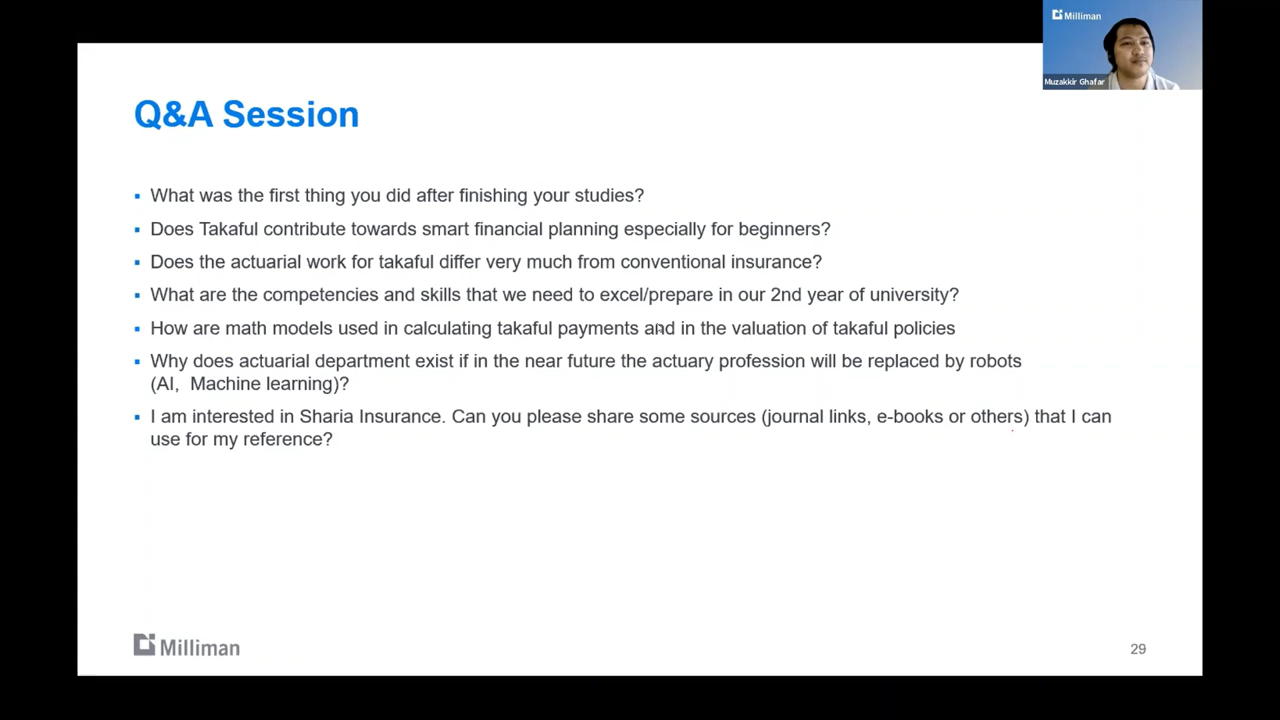 Milliman
Muzakkir Ghafar
Q&A Session
What was the first thing you did after finishing your studies?
Does Takaful contribute towards smart financial planning especially for beginners?
Does the actuarial work for takaful differ very much from conventional insurance?
What are the competencies and skills that we need to excel/prepare in our 2nd year of university?
How are math models used in calculating takaful payments and in the valuation of takaful policies
Why does actuarial department exist if in the near future the actuary profession will be replaced by robots
(AI,  Machine learning)?
I am interested in Sharia Insurance. Can you please share some sources (journal links, e-books or others) that I can
use for my reference?
Milliman
29